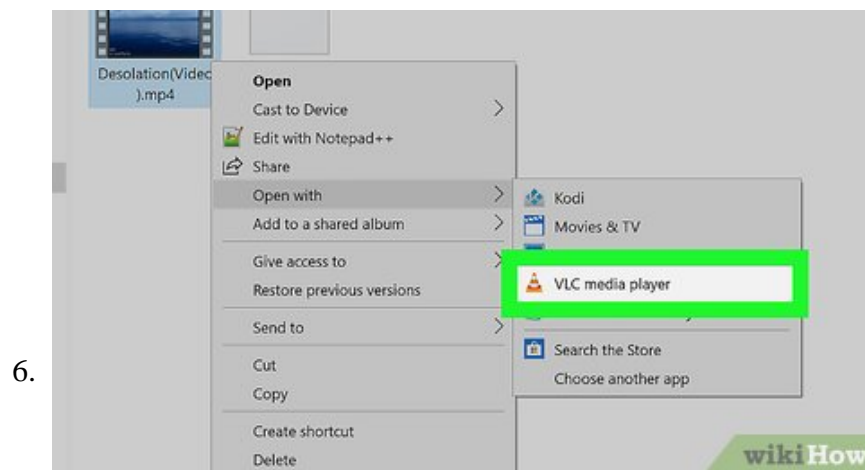 Desolation(Video
).mp4
Open
Cast to Device
Edit with Notepad++
Share
Open with
Add to a shared album
Give access to
Restore previous versions
Send to
Cut
Copy
Create shortcut
Delete
Kodi
Movies & TV
VLC media player
Search the Store
Choose another app
6.
wikiHow